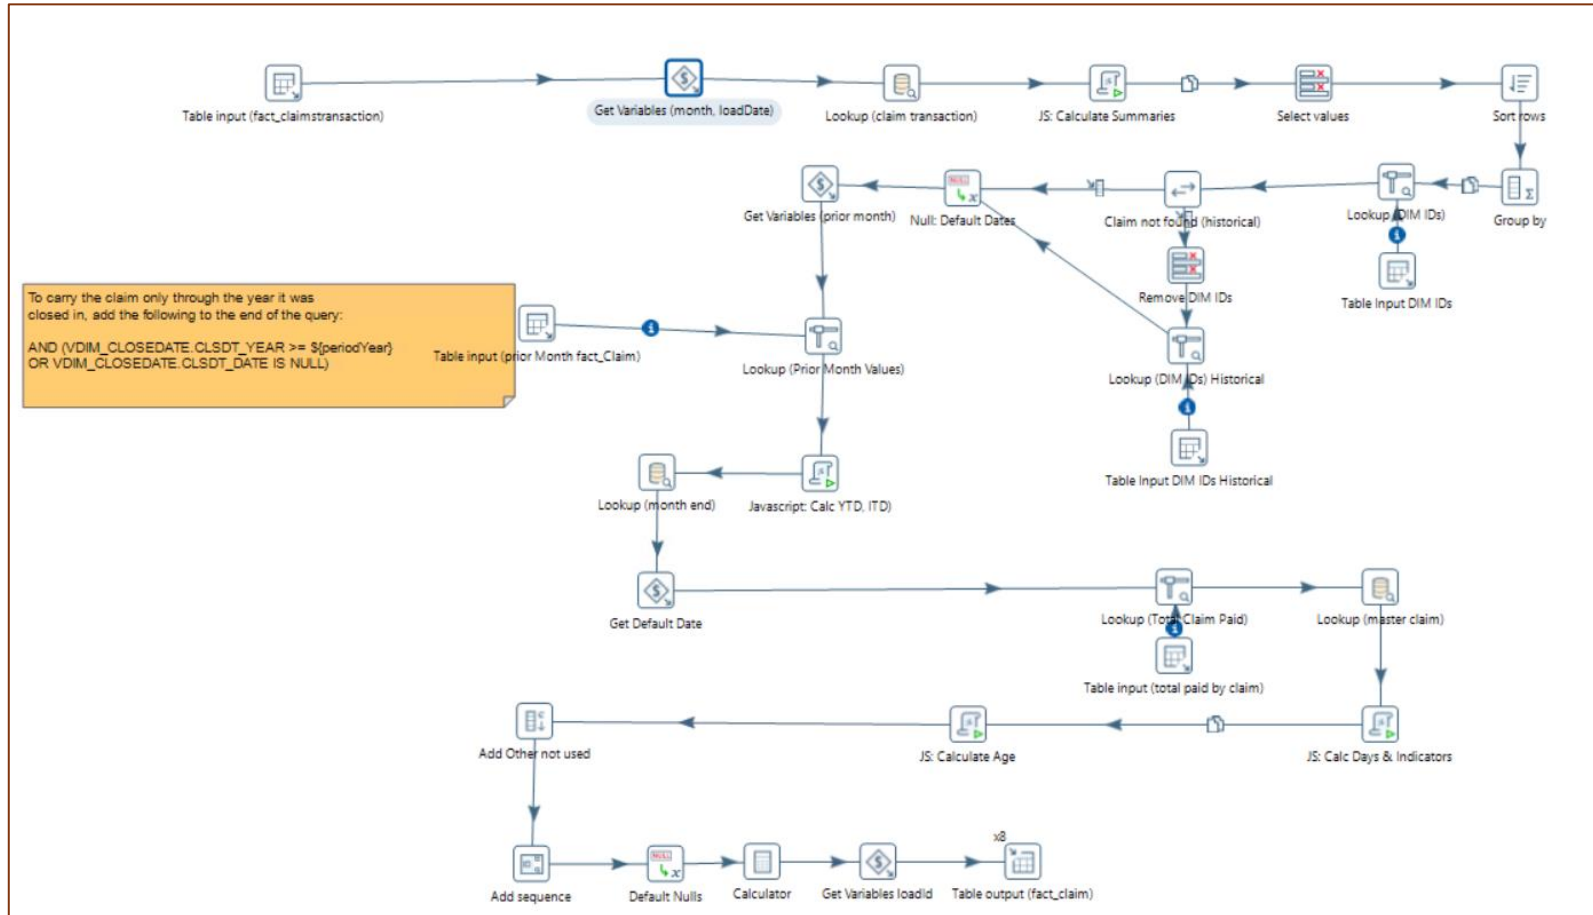 Table input (fact_claimstransaction)
Get Variables (month, loadDate)
Lookup (claim transaction)
JS: Calculate Summaries
Select values
Sort rows
Get Variables (prior month)
NULL
Null: Default Dates
Claim not found (historical)
Lookup (DIM IDs)
Group by
Remove DIM IDs
Table Input DIM IDs
To carry the claim only through the year it was
closed in, add the following to the end of the query:
AND (VDIM_CLOSEDATE.CLSDT_YEAR >= ${periodYear}
OR VDIM_CLOSEDATE.CLSDT_DATE IS NULL)
Table input (prior Month fact_Claim)
Lookup (Prior Month Values)
Lookup (DIM IDs) Historical
Table Input DIM IDs Historical
Lookup (month end)
Javascript: Calc YTD, ITD)
Get Default Date
Lookup (Total Claim Paid)
Lookup (master claim)
Table input (total paid by claim)
Add Other not used
JS: Calculate Age
JS: Calc Days & Indicators
x8
NULL
Add sequence
Default Nulls
Calculator
Get Variables loadId
Table output (fact_claim)